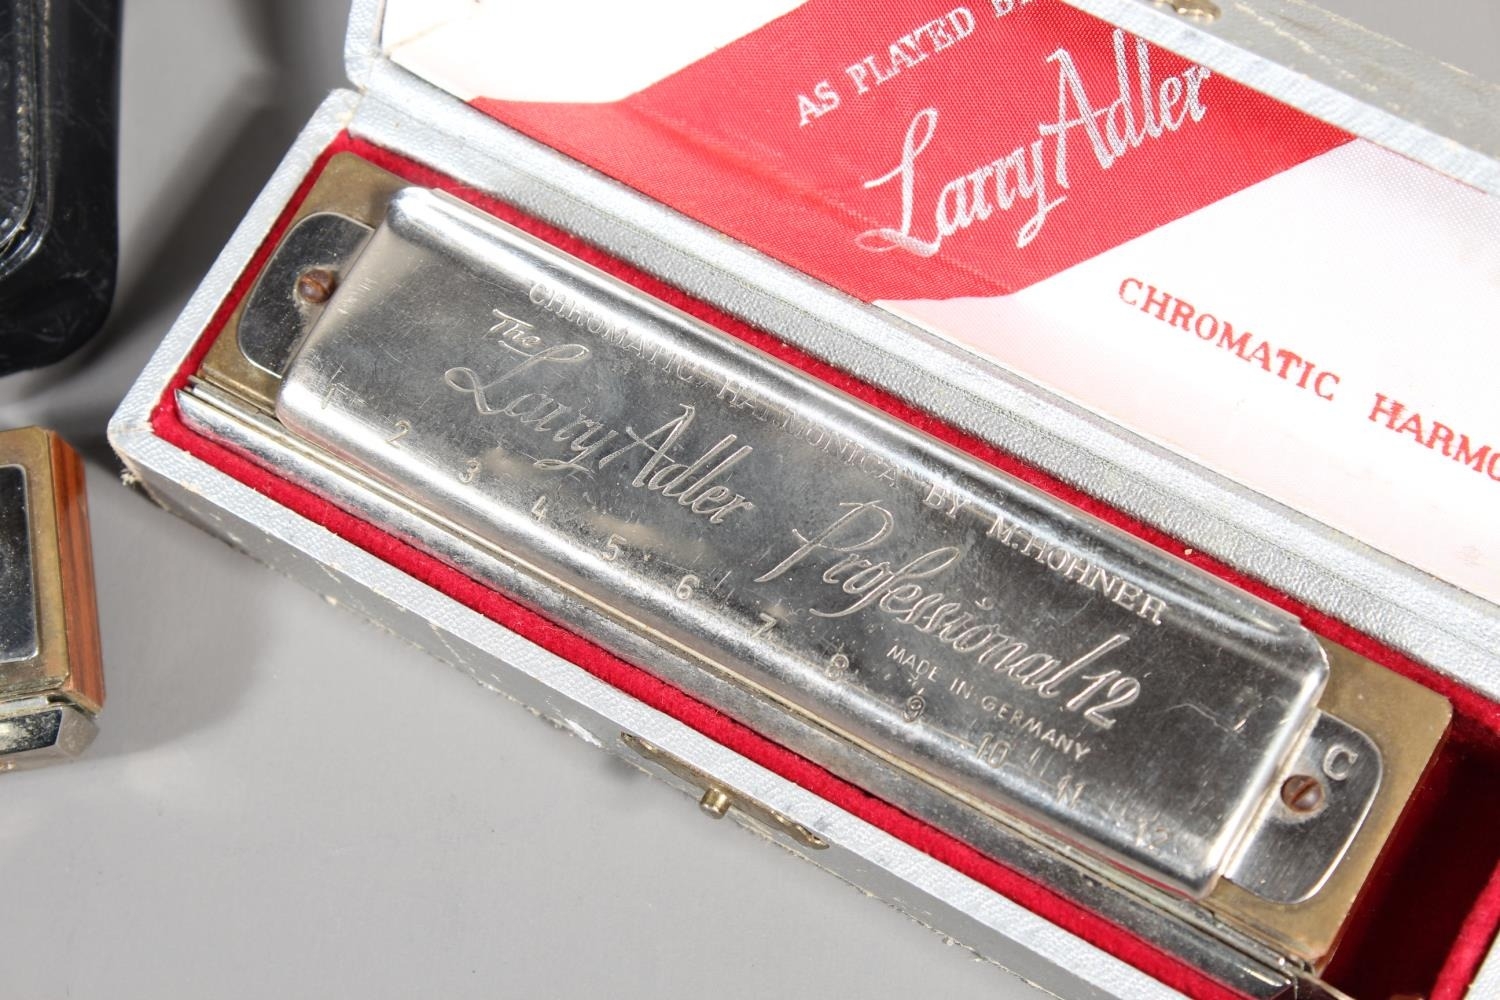 AS PLAYED BY
Larry Adler
CHROMATIC HARMO
CHROMATIC HARMONICA BY M. HOHNER
The
Larry Adler Professional 12
MADE IN GERMANY
1 2 3 4 5 6 7 8 9 10 11 12
C